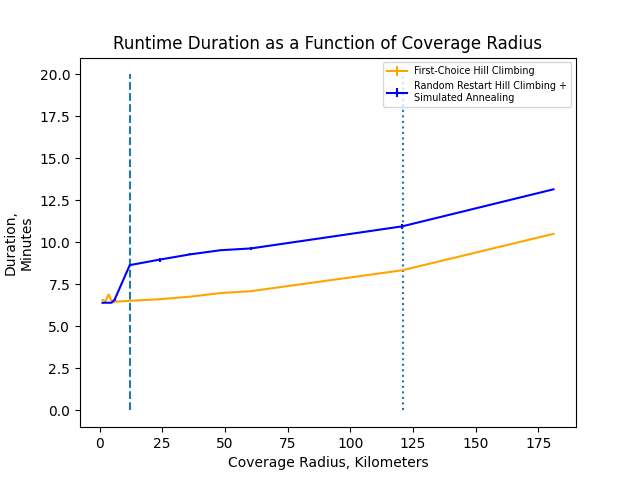 Runtime Duration as a Function of Coverage Radius
First-Choice Hill Climbing
Random Restart Hill Climbing +
Simulated Annealing
20.0
17.5
15.0
12.5
10.0
7.5
5.0
2.5
0.0
Duration,
Minutes
0 25 50 75 100 125 150 175
Coverage Radius, Kilometers